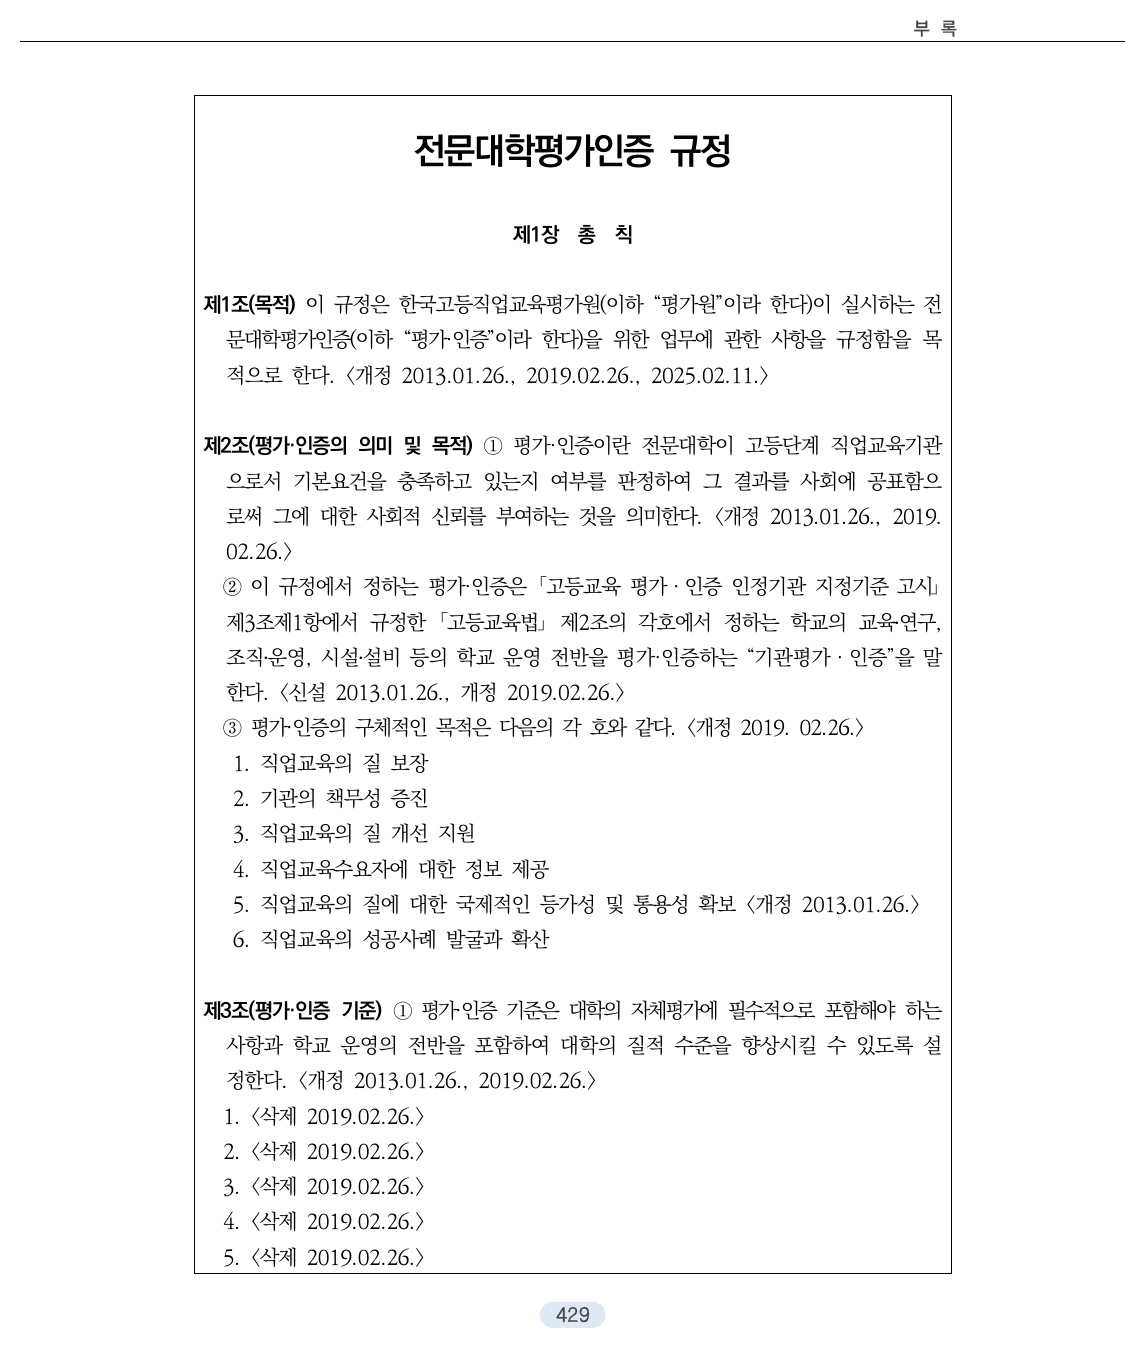 부 록
전문대학평가인증 규정
제1장 총 칙
제1조(목적) 이 규정은 한국고등직업교육평가원(이하 “평가원”이라 한다)이 실시하는 전
문대학평가인증(이하 “평가·인증”이라 한다)을 위한 업무에 관한 사항을 규정함을 목
적으로 한다. 〈개정 2013.01.26., 2019.02.26., 2025.02.11.〉
제2조(평가·인증의 의미 및 목적) ① 평가·인증이란 전문대학이 고등단계 직업교육기관
으로서 기본요건을 충족하고 있는지 여부를 판정하여 그 결과를 사회에 공표함으
로써 그에 대한 사회적 신뢰를 부여하는 것을 의미한다. 〈개정 2013.01.26., 2019.
02.26.〉
② 이 규정에서 정하는 평가·인증은 「고등교육 평가 · 인증 인정기관 지정기준 고시」
제3조제1항에서 규정한 「고등교육법」 제2조의 각호에서 정하는 학교의 교육·연구,
조직·운영, 시설·설비 등의 학교 운영 전반을 평가·인증하는 “기관평가 · 인증”을 말
한다. 〈신설 2013.01.26., 개정 2019.02.26.〉
③ 평가·인증의 구체적인 목적은 다음의 각 호와 같다. 〈개정 2019. 02.26.〉
1. 직업교육의 질 보장
2. 기관의 책무성 증진
3. 직업교육의 질 개선 지원
4. 직업교육수요자에 대한 정보 제공
5. 직업교육의 질에 대한 국제적인 등가성 및 통용성 확보 〈개정 2013.01.26.〉
6. 직업교육의 성공사례 발굴과 확산
제3조(평가·인증 기준) ① 평가·인증 기준은 대학의 자체평가에 필수적으로 포함해야 하는
사항과 학교 운영의 전반을 포함하여 대학의 질적 수준을 향상시킬 수 있도록 설
정한다. 〈개정 2013.01.26., 2019.02.26.〉
1. 〈삭제 2019.02.26.〉
2. 〈삭제 2019.02.26.〉
3. 〈삭제 2019.02.26.〉
4. 〈삭제 2019.02.26.〉
5. 〈삭제 2019.02.26.〉
429